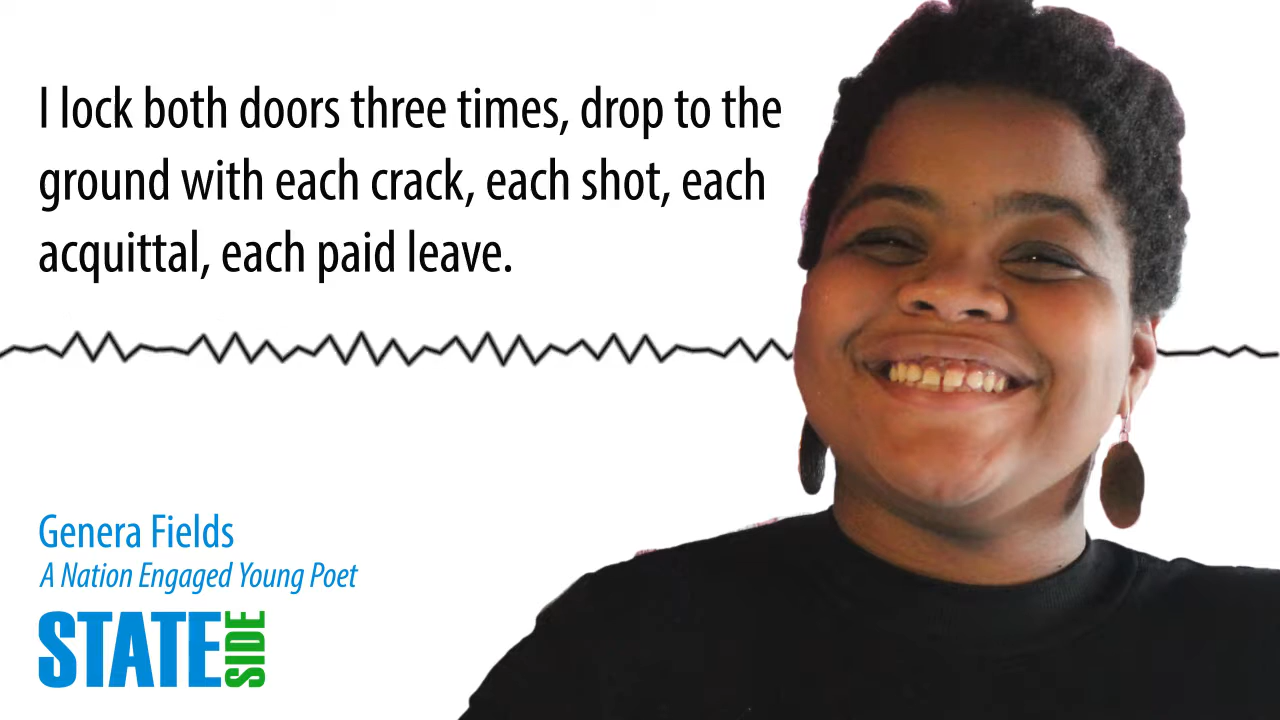 I lock both doors three times, drop to the
ground with each crack, each shot, each
acquittal, each paid leave.
Genera Fields
A Nation Engaged Young Poet
STATE SIDE